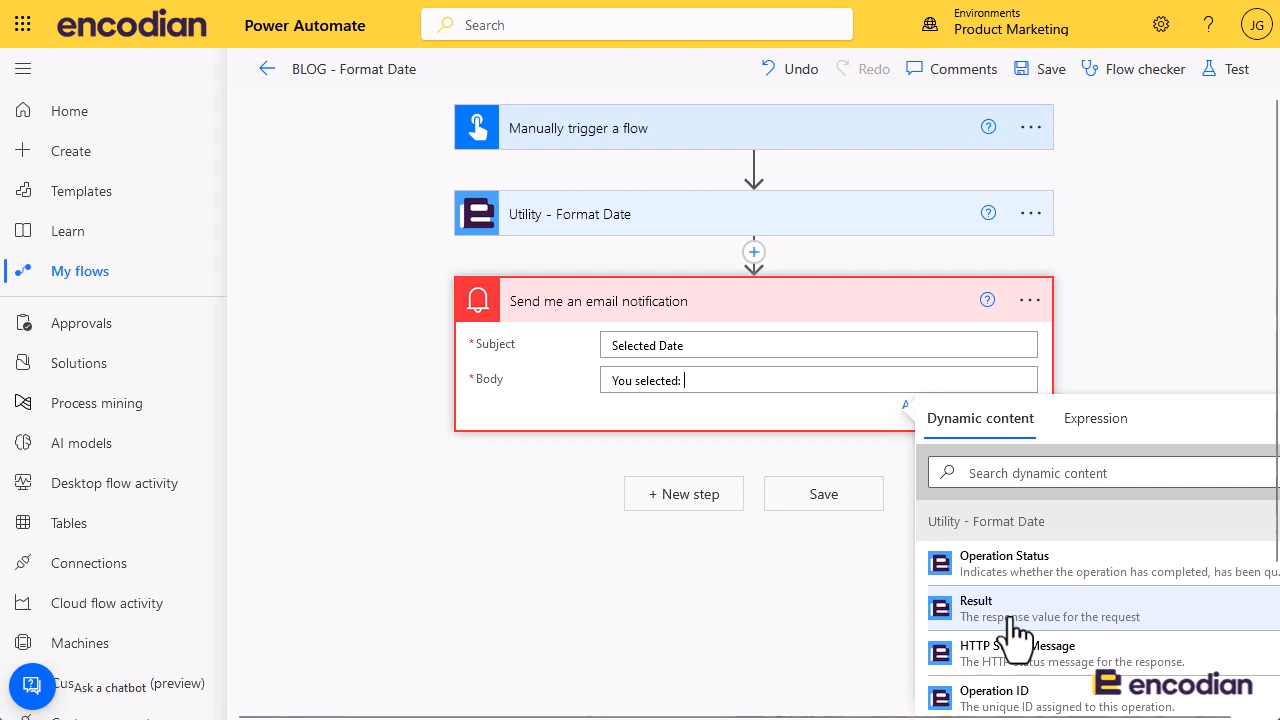 encodian
Power Automate
Search
Environments
Product Marketing
JG
BLOG - Format Date
Undo
Redo
Comments
Save
Flow checker
Test
Home
Create
Templates
Learn
My flows
Approvals
Solutions
Process mining
AI models
Desktop flow activity
Tables
Connections
Cloud flow activity
Machines
Cus
Ask a chatbot
(preview)
Manually trigger a flow
Utility - Format Date
Send me an email notification
* Subject
Selected Date
* Body
You selected:
A
Dynamic content
Expression
Search dynamic content
Utility - Format Date
Operation Status
Indicates whether the operation has completed, has been qu
Result
The response value for the request
HTTP S Message
The HTTP status message for the response.
Operation ID
The unique ID assigned to this operation.
+ New step
Save
encodian